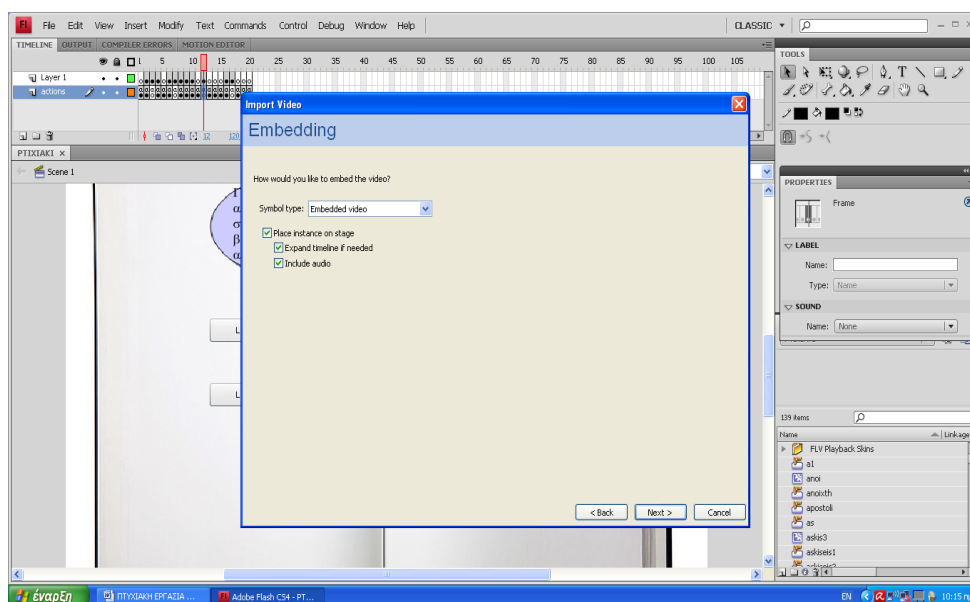 Fl File Edit View Insert Modify Text Commands Control Debug Window Help CLASSIC
TIMELINE OUTPUT COMPILER ERRORS MOTION EDITOR
1 5 10 15 20 25 30 35 40 45 50 55 60 65 70 75 80 85 90 95 100 105
Layer 1
actions
12 120
PTIXIAKI ×
Scene 1
Import Video
Embedding
How would you like to embed the video?
Symbol type: Embedded video
Place instance on stage
Expand timeline if needed
Include audio
< Back Next > Cancel
TOOLS
PROPERTIES
Frame
LABEL
Name:
Type: Name
SOUND
Name: None
139 items
Name Linkage
FLV Playback Skins
a1
anoi
anoixth
apostoli
as
askis3
askiseis1
έναρξη ΠΤΥΧΙΑΚΗ ΕΡΓΑΣΙΑ ... Adobe Flash CS4 - PT... EN 10:15 πμ